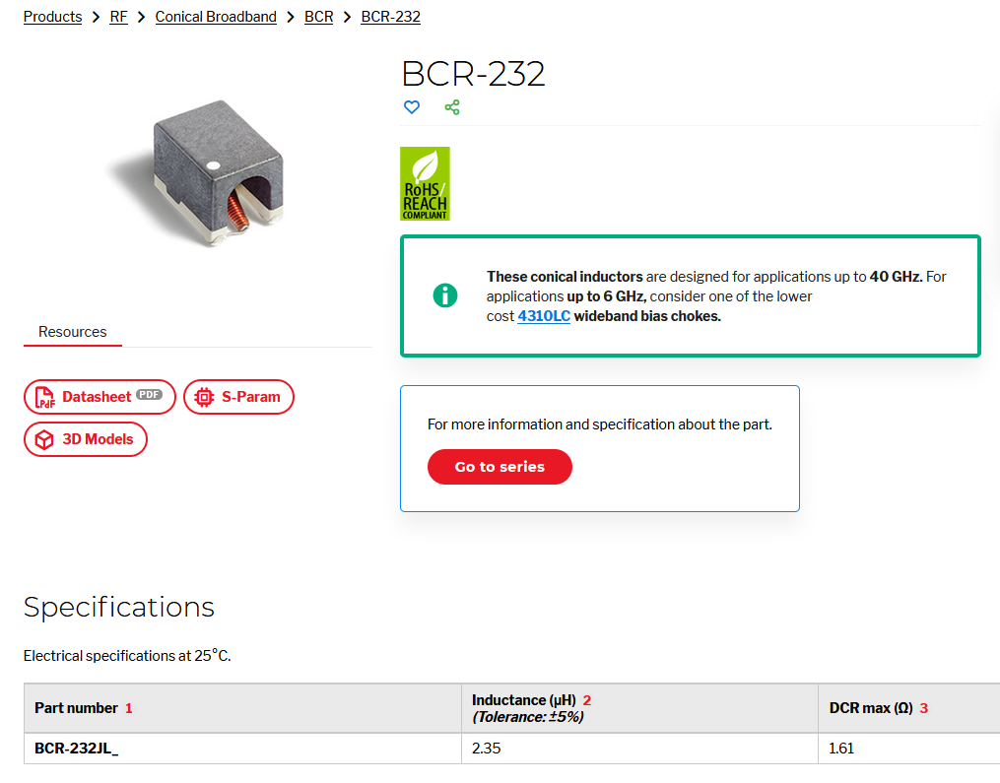 Products > RF > Conical Broadband > BCR > BCR-232
BCR-232
RoHS/
REACH
COMPLIANT
These conical inductors are designed for applications up to 40 GHz. For
applications up to 6 GHz, consider one of the lower
cost 4310LC wideband bias chokes.
Resources
Datasheet PDF
S-Param
3D Models
For more information and specification about the part.
Go to series
Specifications
Electrical specifications at 25°C.
Part number 1
Inductance (µH) 2
(Tolerance: ±5%)
DCR max (Ω) 3
BCR-232JL_
2.35
1.61